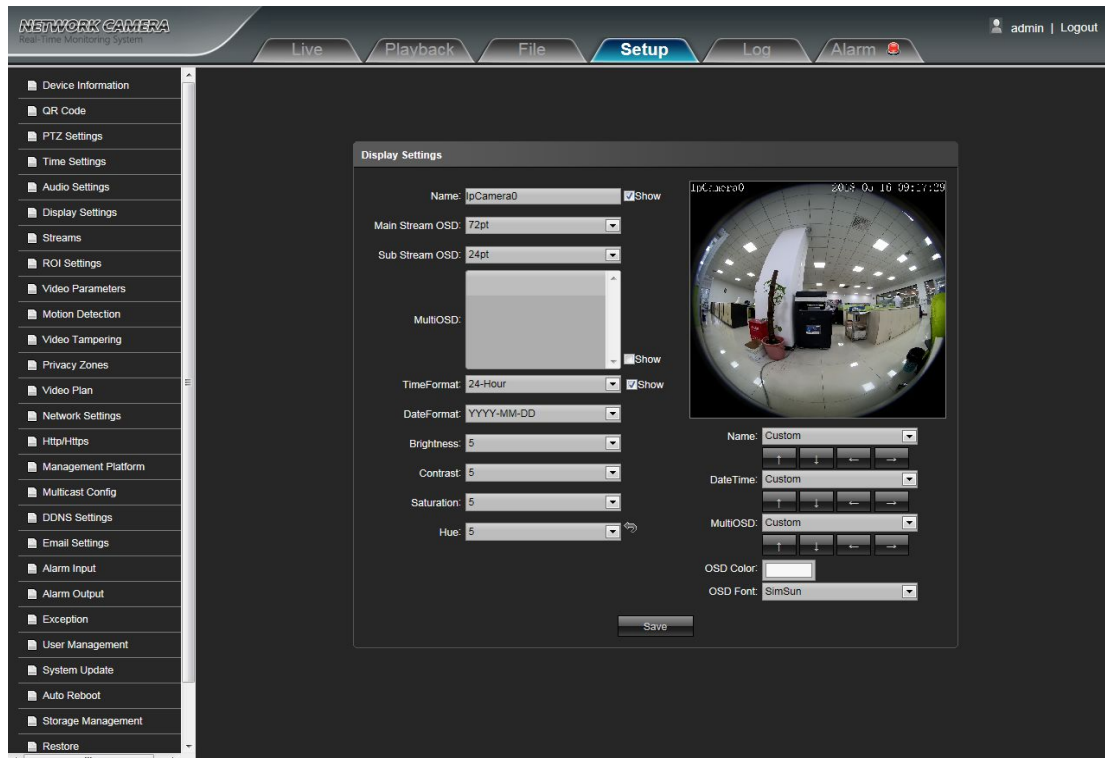 NETWORK CAMERA
Real-Time Monitoring System
admin | Logout
Live
Playback
File
Setup
Log
Alarm
Device Information
QR Code
PTZ Settings
Time Settings
Audio Settings
Display Settings
Streams
ROI Settings
Video Parameters
Motion Detection
Video Tampering
Privacy Zones
Video Plan
Network Settings
Http/Https
Management Platform
Multicast Config
DDNS Settings
Email Settings
Alarm Input
Alarm Output
Exception
User Management
System Update
Auto Reboot
Storage Management
Restore
Display Settings
Name: IpCamera0 Show
Main Stream OSD: 72pt
Sub Stream OSD: 24pt
MultiOSD: Show
TimeFormat: 24-Hour Show
DateFormat: YYYY-MM-DD
Brightness: 5
Contrast: 5
Saturation: 5
Hue: 5
IpCamera0
Name: Custom
↑ ↓ ← →
DateTime: Custom
↑ ↓ ← →
MultiOSD: Custom
↑ ↓ ← →
OSD Color:
OSD Font: SimSun
Save